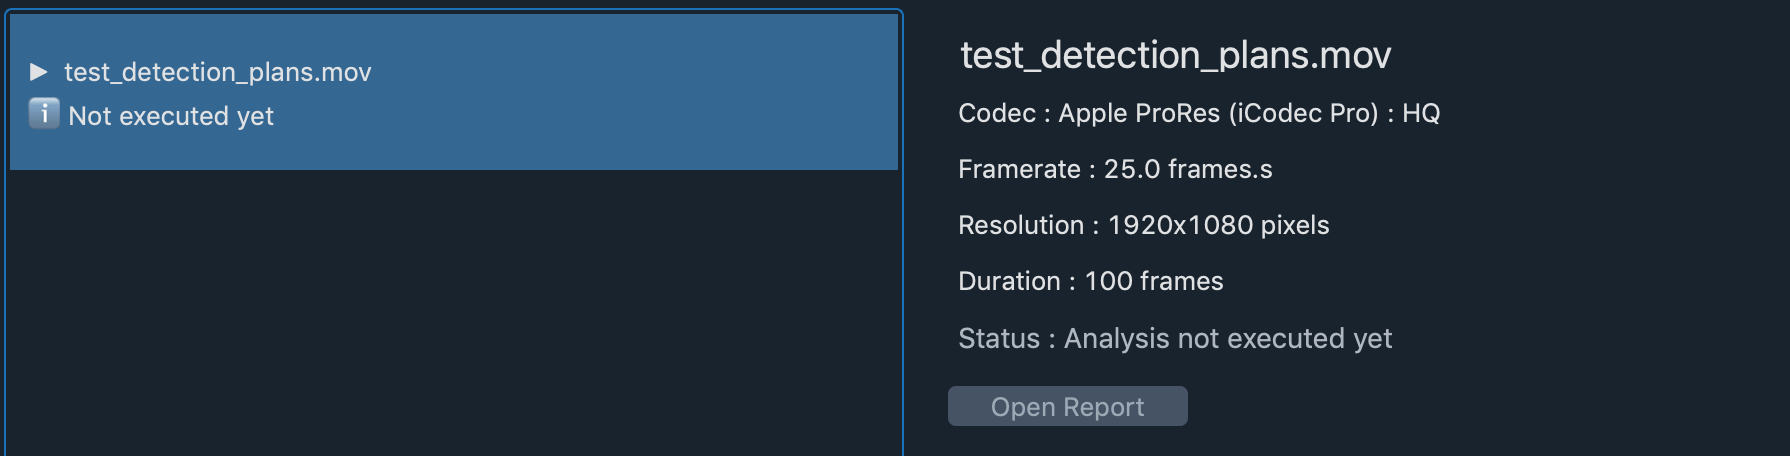 test_detection_plans.mov
Not executed yet
test_detection_plans.mov
Codec : Apple ProRes (iCodec Pro) : HQ
Framerate : 25.0 frames.s
Resolution : 1920x1080 pixels
Duration : 100 frames
Status : Analysis not executed yet
Open Report